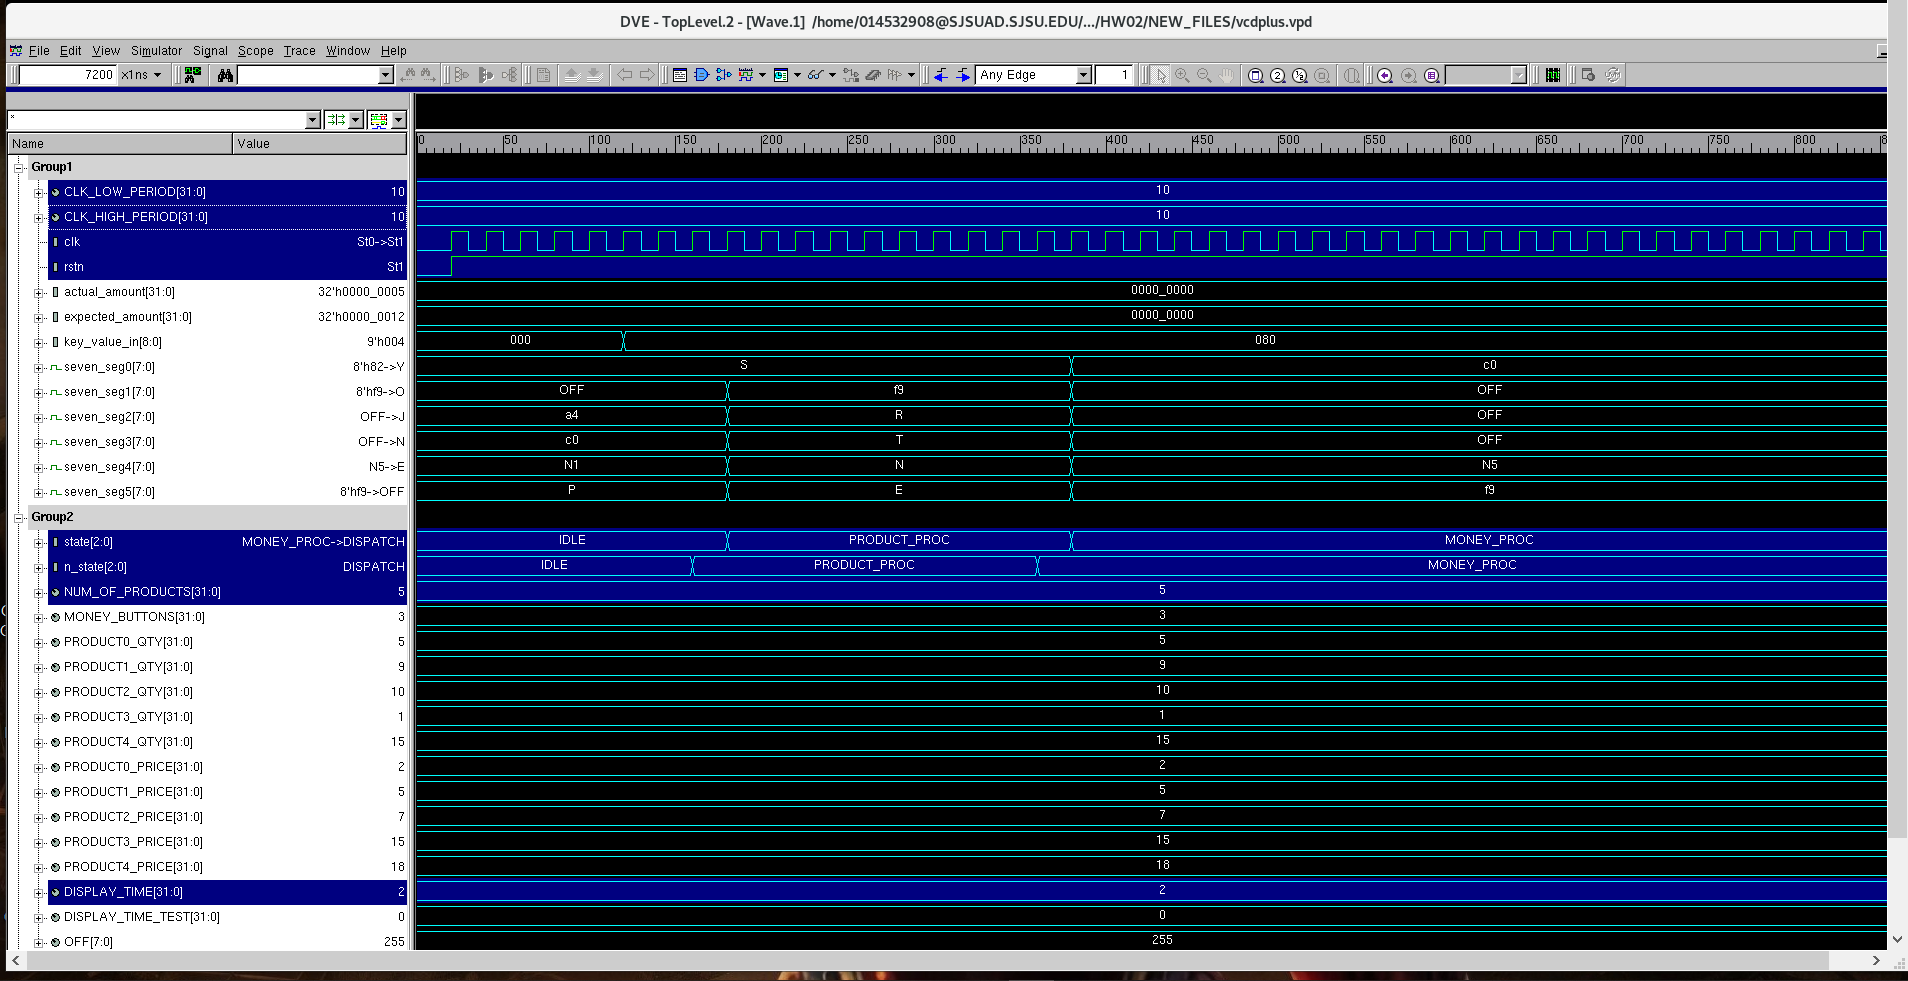 DVE - TopLevel.2 - [Wave.1]  /home/014532908@SJSUAD.SJSU.EDU/.../HW02/NEW_FILES/vcdplus.vpd
File Edit View Simulator Signal Scope Trace Window Help
7200 x1ns Any Edge 1
*
Name Value
0 50 100 150 200 250 300 350 400 450 500 550 600 650 700 750 800
Group1
CLK_LOW_PERIOD[31:0] 10 10
CLK_HIGH_PERIOD[31:0] 10 10
clk St0->St1
rstn St1
actual_amount[31:0] 32'h0000_0005 0000_0000
expected_amount[31:0] 32'h0000_0012 0000_0000
key_value_in[8:0] 9'h004 000 080
seven_seg0[7:0] 8'h82->Y S c0
seven_seg1[7:0] 8'hf9->O OFF f9 OFF
seven_seg2[7:0] OFF->J a4 R OFF
seven_seg3[7:0] OFF->N c0 T OFF
seven_seg4[7:0] N5->E N1 N N5
seven_seg5[7:0] 8'hf9->OFF P E f9
Group2
state[2:0] MONEY_PROC->DISPATCH IDLE PRODUCT_PROC MONEY_PROC
n_state[2:0] DISPATCH IDLE PRODUCT_PROC MONEY_PROC
NUM_OF_PRODUCTS[31:0] 5 5
MONEY_BUTTONS[31:0] 3 3
PRODUCT0_QTY[31:0] 5 5
PRODUCT1_QTY[31:0] 9 9
PRODUCT2_QTY[31:0] 10 10
PRODUCT3_QTY[31:0] 1 1
PRODUCT4_QTY[31:0] 15 15
PRODUCT0_PRICE[31:0] 2 2
PRODUCT1_PRICE[31:0] 5 5
PRODUCT2_PRICE[31:0] 7 7
PRODUCT3_PRICE[31:0] 15 15
PRODUCT4_PRICE[31:0] 18 18
DISPLAY_TIME[31:0] 2 2
DISPLAY_TIME_TEST[31:0] 0 0
OFF[7:0] 255 255